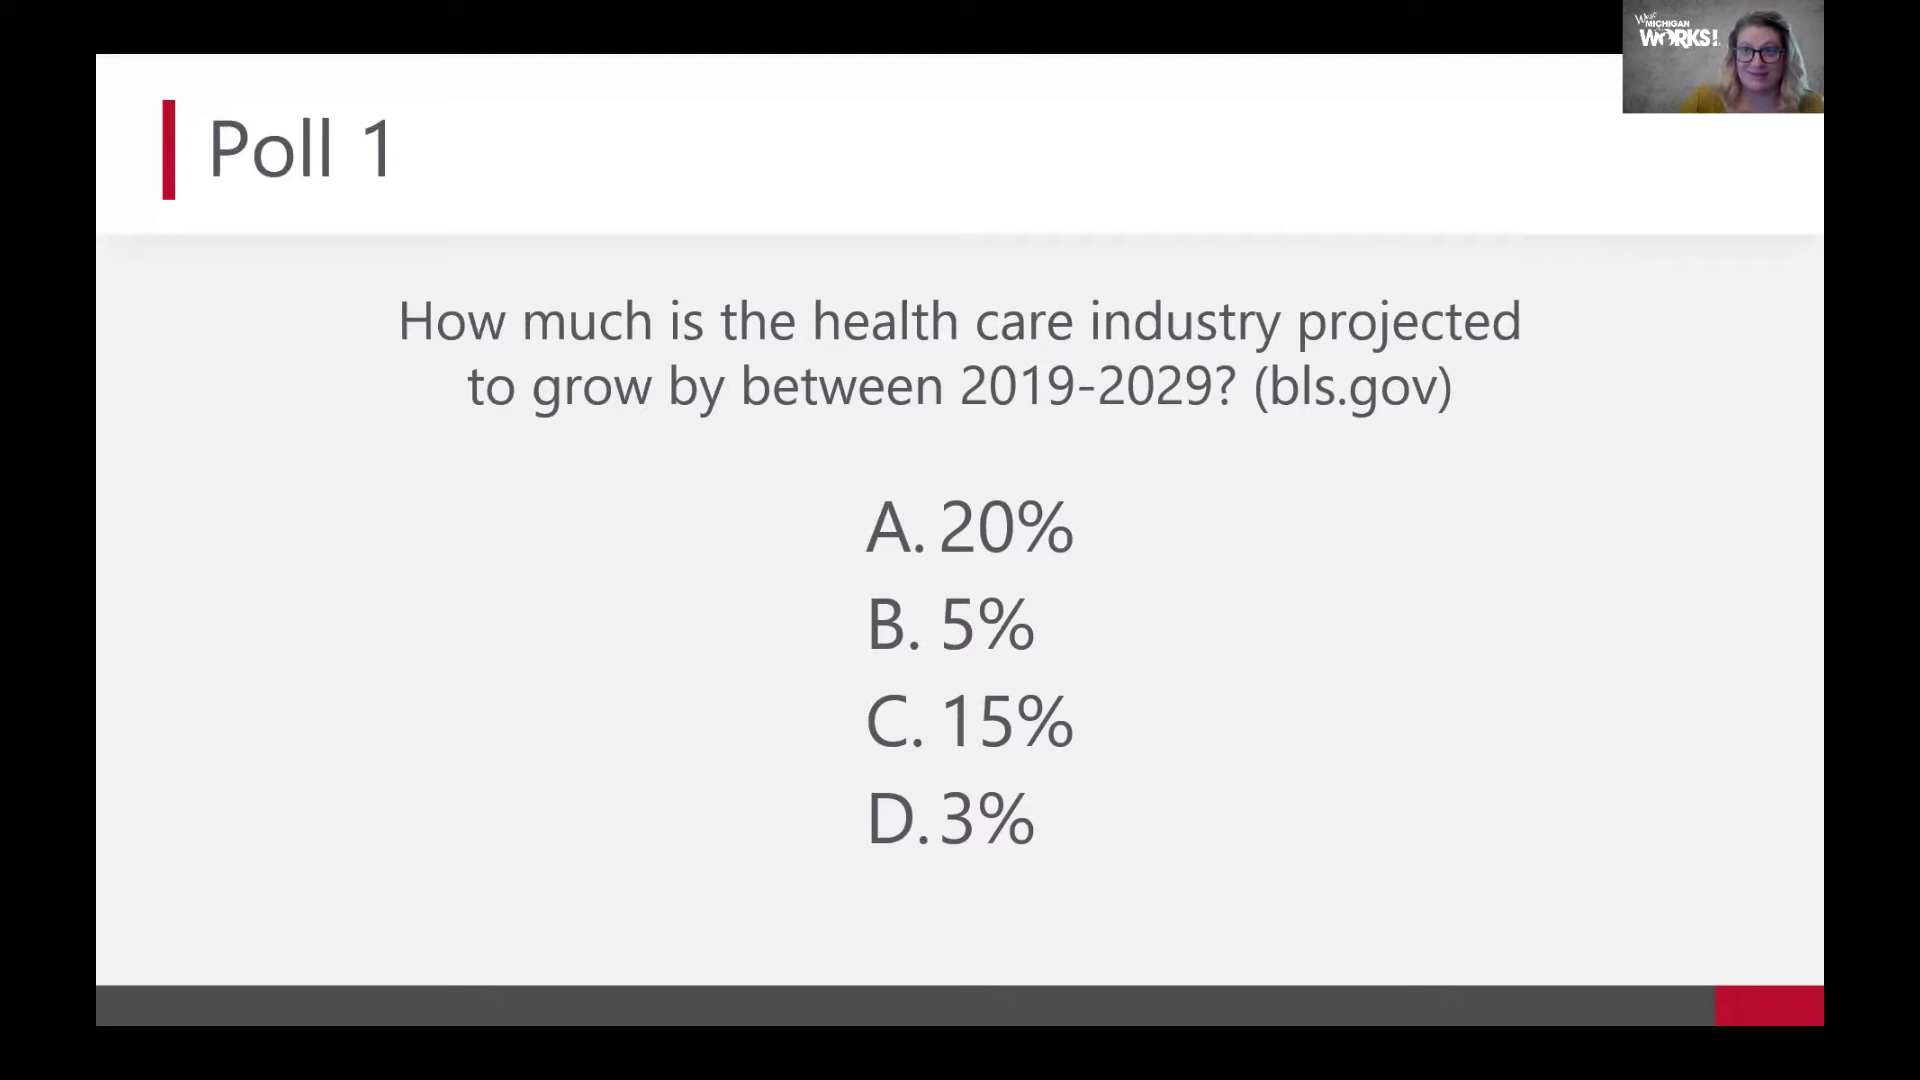 West
MICHIGAN
WORKS!
Poll 1
How much is the health care industry projected
to grow by between 2019-2029? (bls.gov)
A. 20%
B. 5%
C. 15%
D. 3%